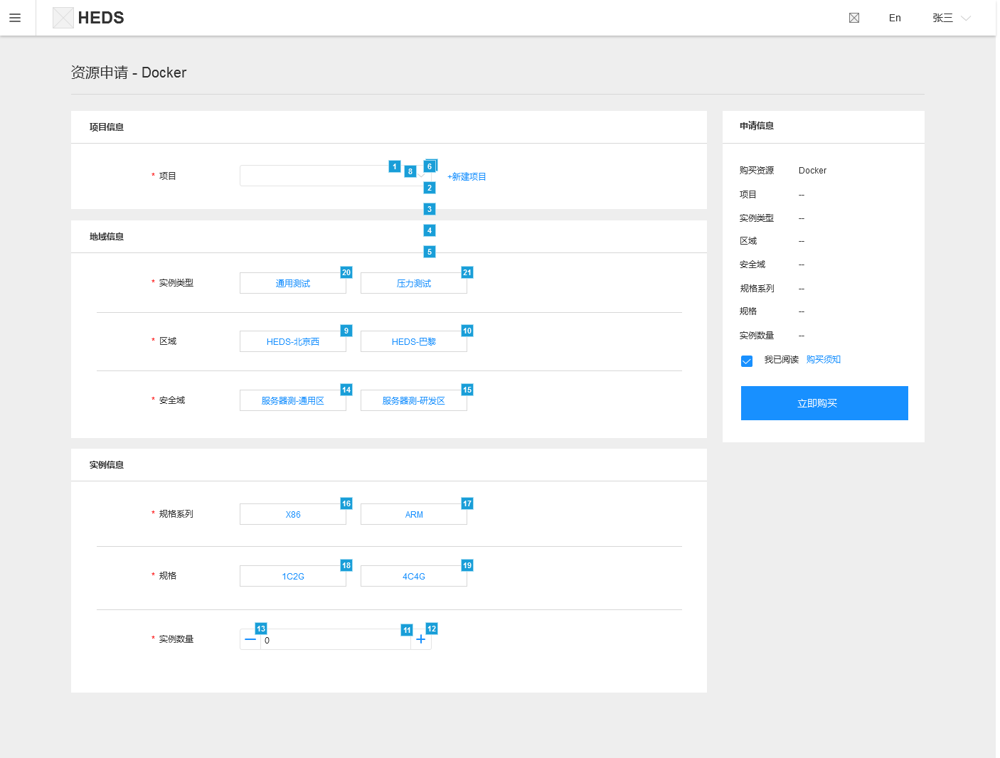 HEDS
En
张三
资源申请 - Docker
项目信息
* 项目
1
8
6
+新建项目
2
3
4
5
地域信息
* 实例类型
通用测试
20
压力测试
21
* 区域
HEDS-北京西
9
HEDS-巴黎
10
* 安全域
服务器测-通用区
14
服务器测-研发区
15
实例信息
* 规格系列
X86
16
ARM
17
* 规格
1C2G
18
4C4G
19
* 实例数量
13
0
11
12
申请信息
购买资源 Docker
项目 --
实例类型 --
区域 --
安全域 --
规格系列 --
规格 --
实例数量 --
我已阅读 购买须知
立即购买